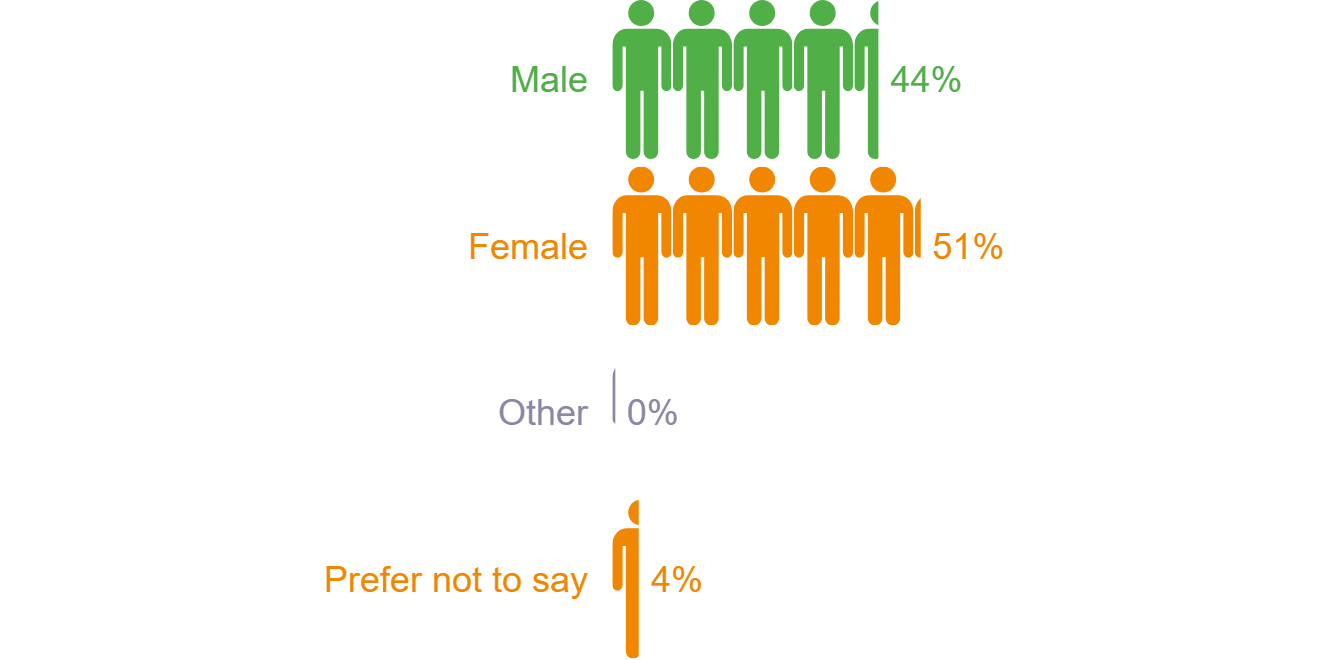 Male 44%
Female 51%
Other 0%
Prefer not to say 4%